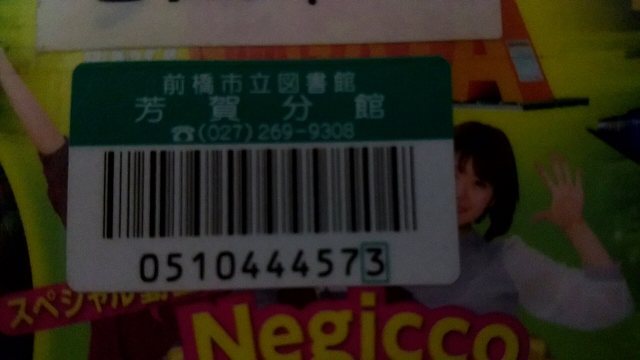 前橋市立図書館
芳賀分館
☎(027)269-9308
0510444573
スペシャル
Negicco